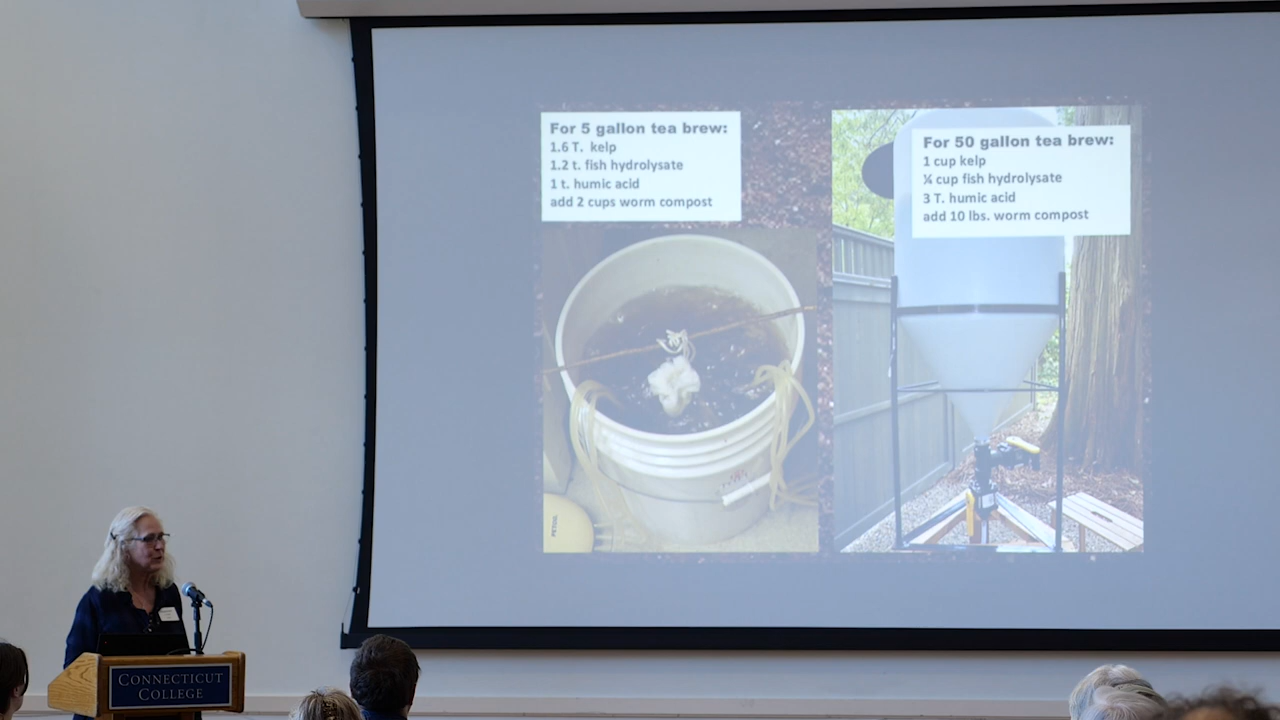 For 5 gallon tea brew:
1.6 T. kelp
1.2 t. fish hydrolysate
1 t. humic acid
add 2 cups worm compost
For 50 gallon tea brew:
1 cup kelp
¼ cup fish hydrolysate
3 T. humic acid
add 10 lbs. worm compost
CONNECTICUT
COLLEGE